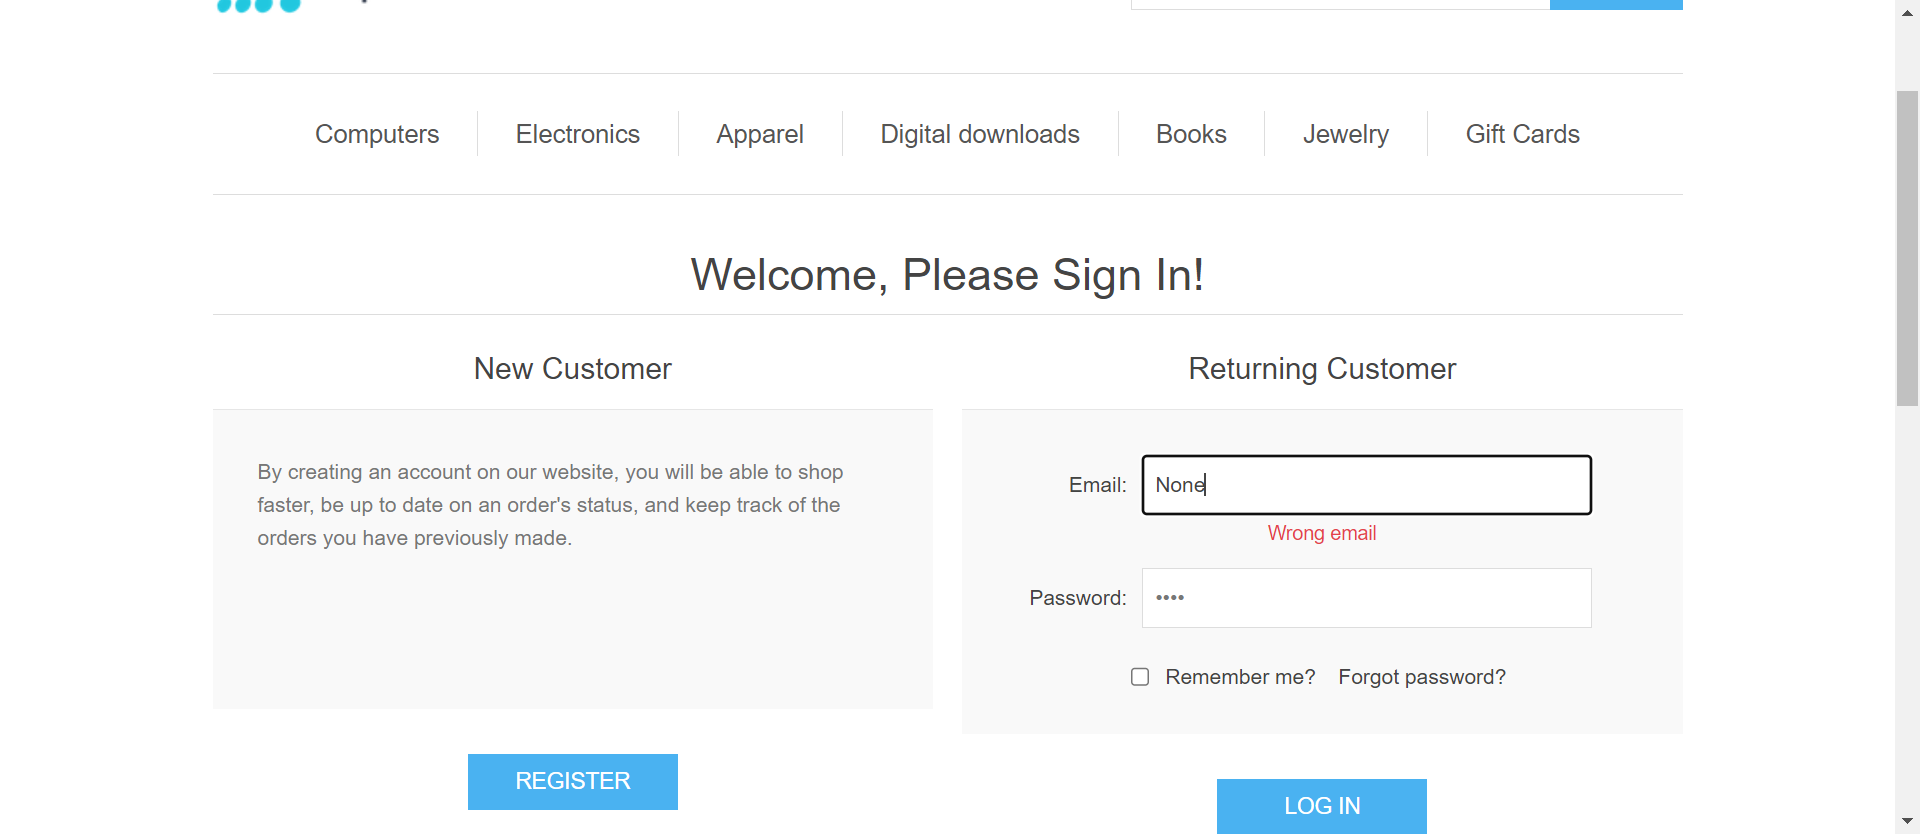 Computers
Electronics
Apparel
Digital downloads
Books
Jewelry
Gift Cards
Welcome, Please Sign In!
New Customer
By creating an account on our website, you will be able to shop
faster, be up to date on an order's status, and keep track of the
orders you have previously made.
REGISTER
Returning Customer
Email:
None
Wrong email
Password:
••••
Remember me?
Forgot password?
LOG IN